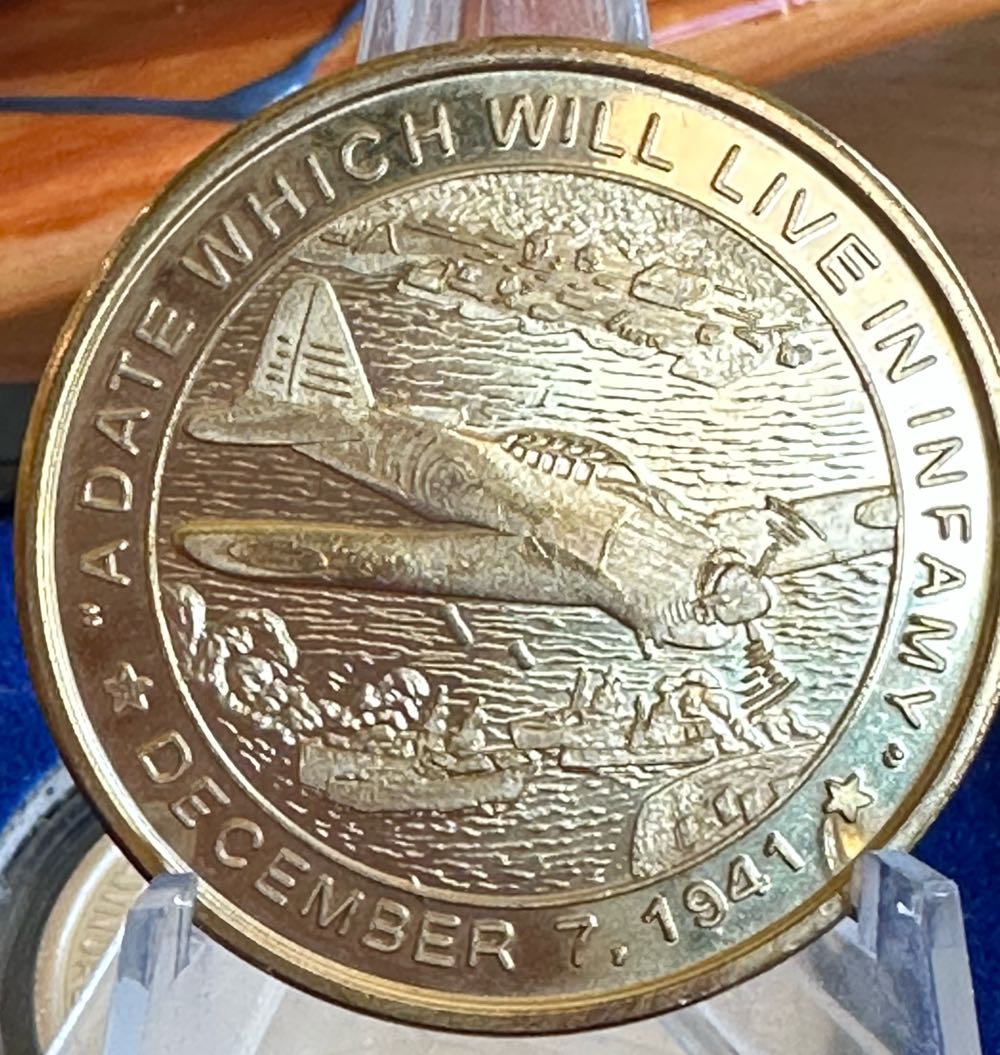 "A DATE WHICH WILL LIVE IN INFAMY"
DECEMBER 7, 1941